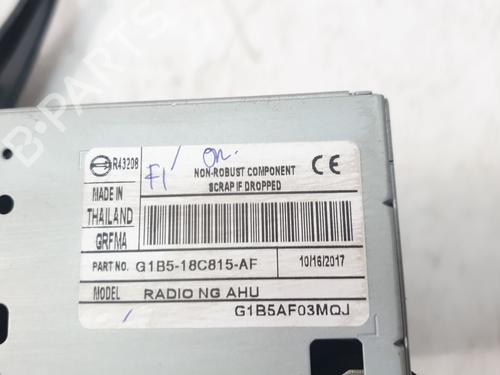 R43208
F1 on.
NON-ROBUST COMPONENT
SCRAP IF DROPPED
CE
MADE IN
THAILAND
GRFMA
PART NO. G1B5-18C815-AF 10/16/2017
MODEL RADIO NG AHU
G1B5AF03MQJ
B-PARTS